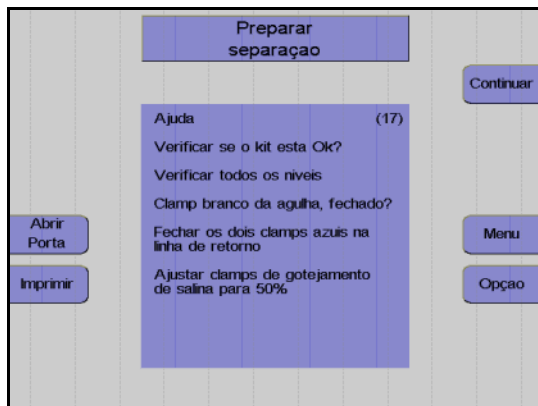 Preparar
separaçao
Continuar
Ajuda (17)
Verificar se o kit esta Ok?
Verificar todos os niveis
Clamp branco da agulha, fechado?
Fechar os dois clamps azuis na
linha de retorno
Ajustar clamps de gotejamento
de salina para 50%
Abrir
Porta
Imprimir
Menu
Opçao